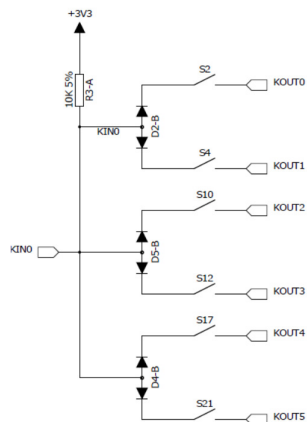 +3V3
10K 5%
R3-A
S2
KOUT0
KIN0
D2-B
S4
KOUT1
S10
KOUT2
KIN0
D5-B
S12
KOUT3
S17
KOUT4
D4-B
S21
KOUT5